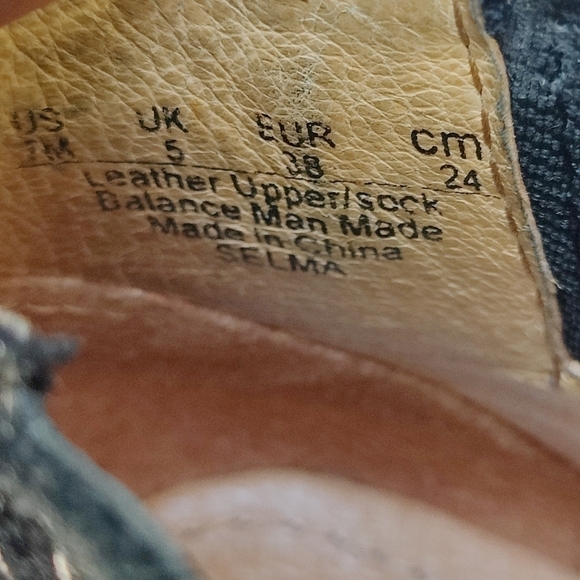 US UK EUR cm
7M 5 38 24
Leather Upper/sock
Balance Man Made
Made in China
SELMA